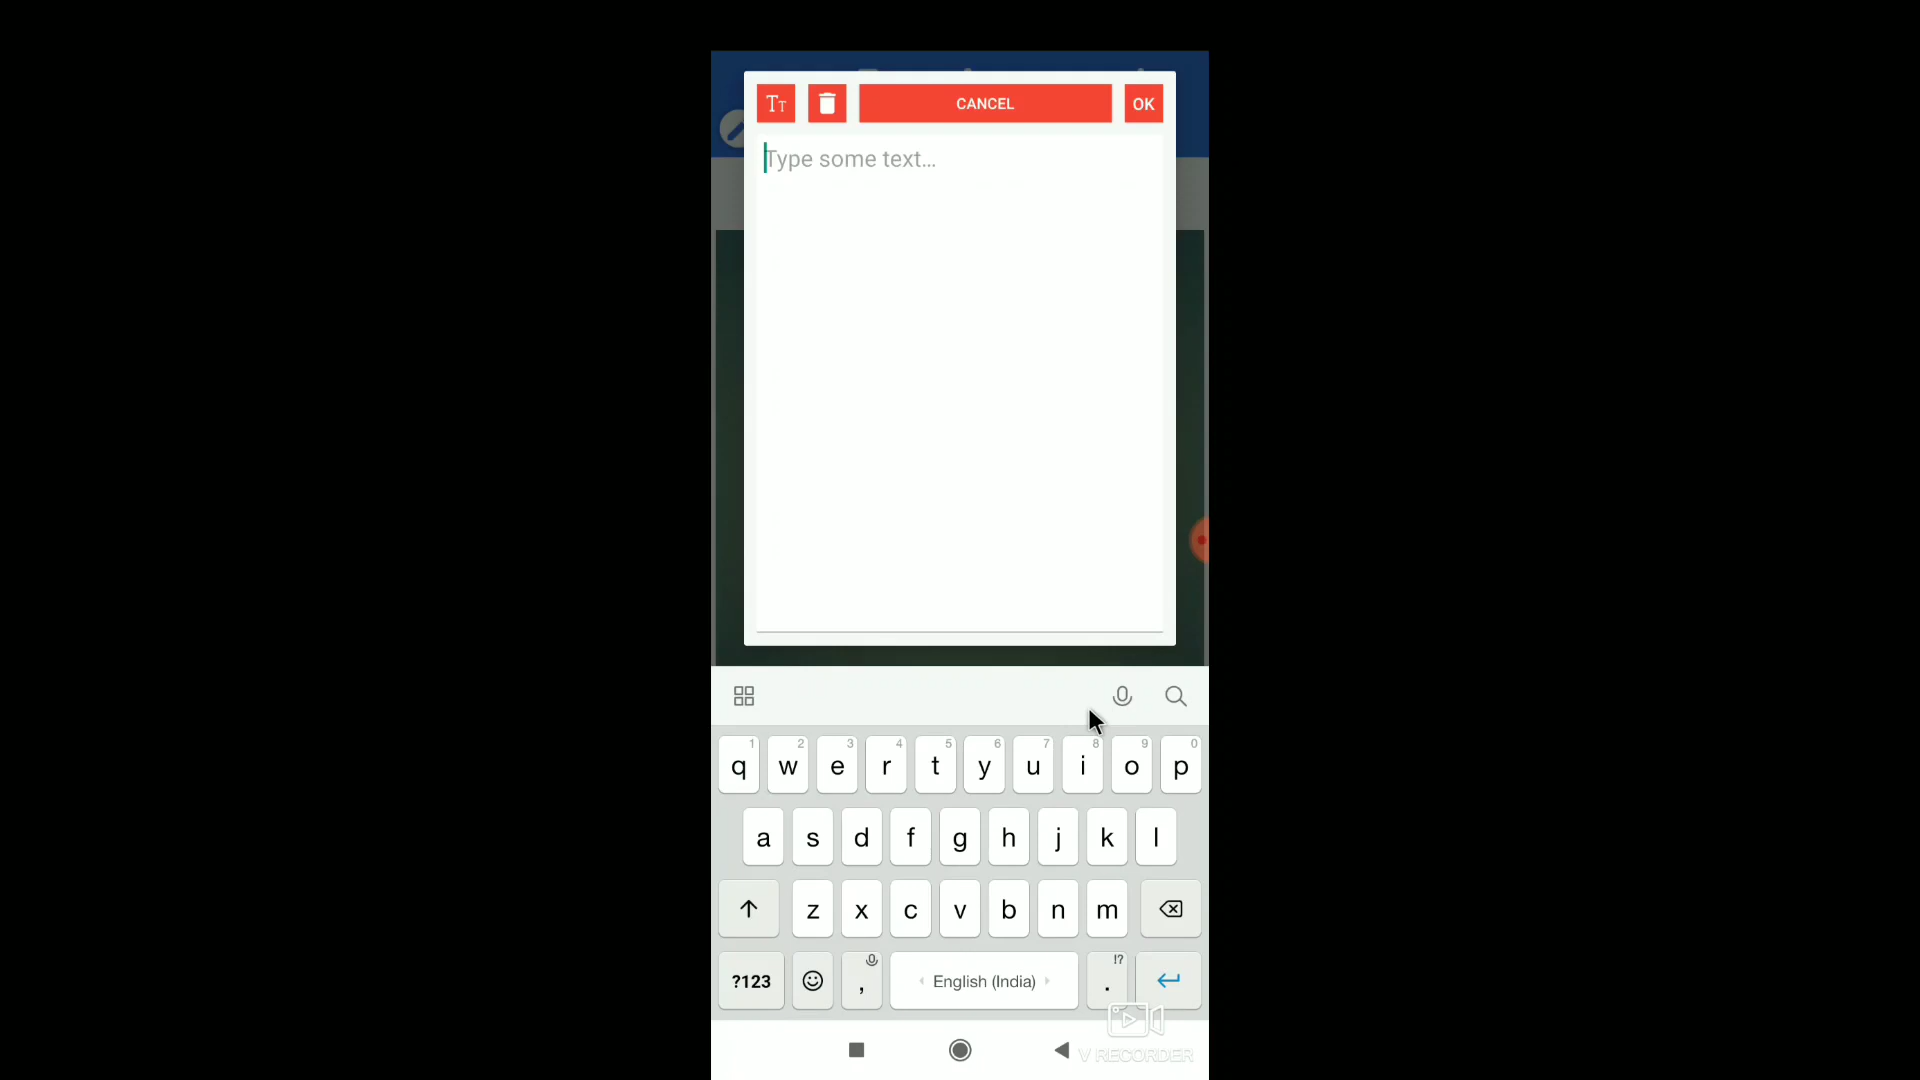 Tт CANCEL OK
Type some text...
1 2 3 4 5 6 7 8 9 0
q w e r t y u i o p
a s d f g h j k l
z x c v b n m
!?
?123 , English (India) .
V RECORDER